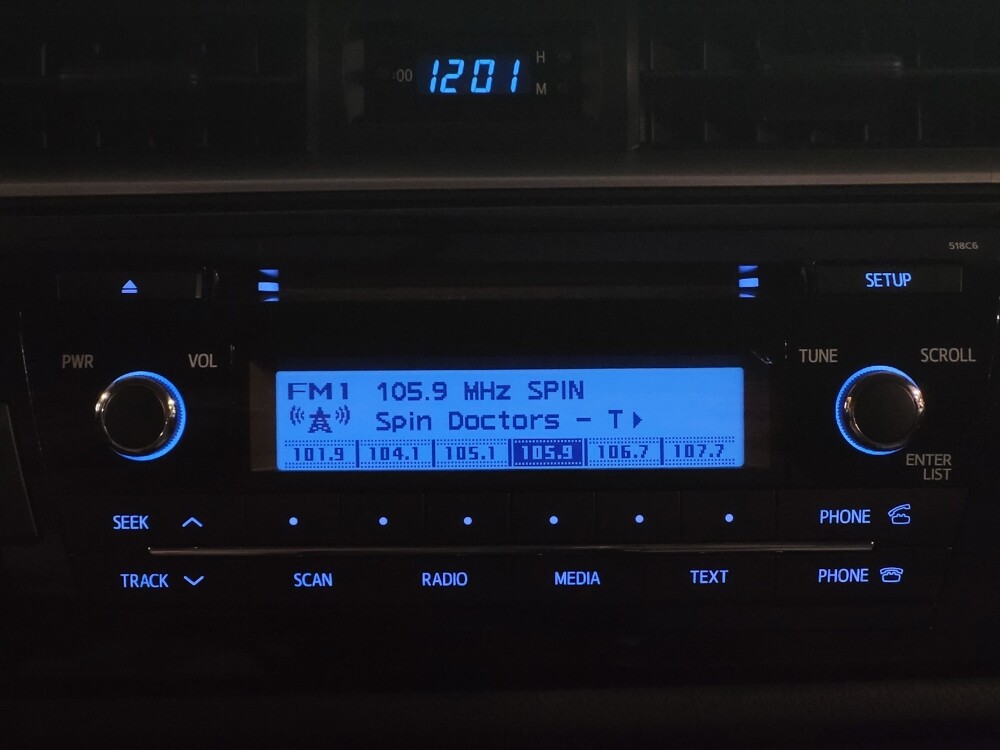 :00 1201 H
M
518C6
SETUP
PWR VOL
TUNE SCROLL
FM1 105.9 MHz SPIN
Spin Doctors - T
101.9 104.1 105.1 105.9 106.7 107.7
ENTER
LIST
SEEK
PHONE
TRACK SCAN RADIO MEDIA TEXT PHONE